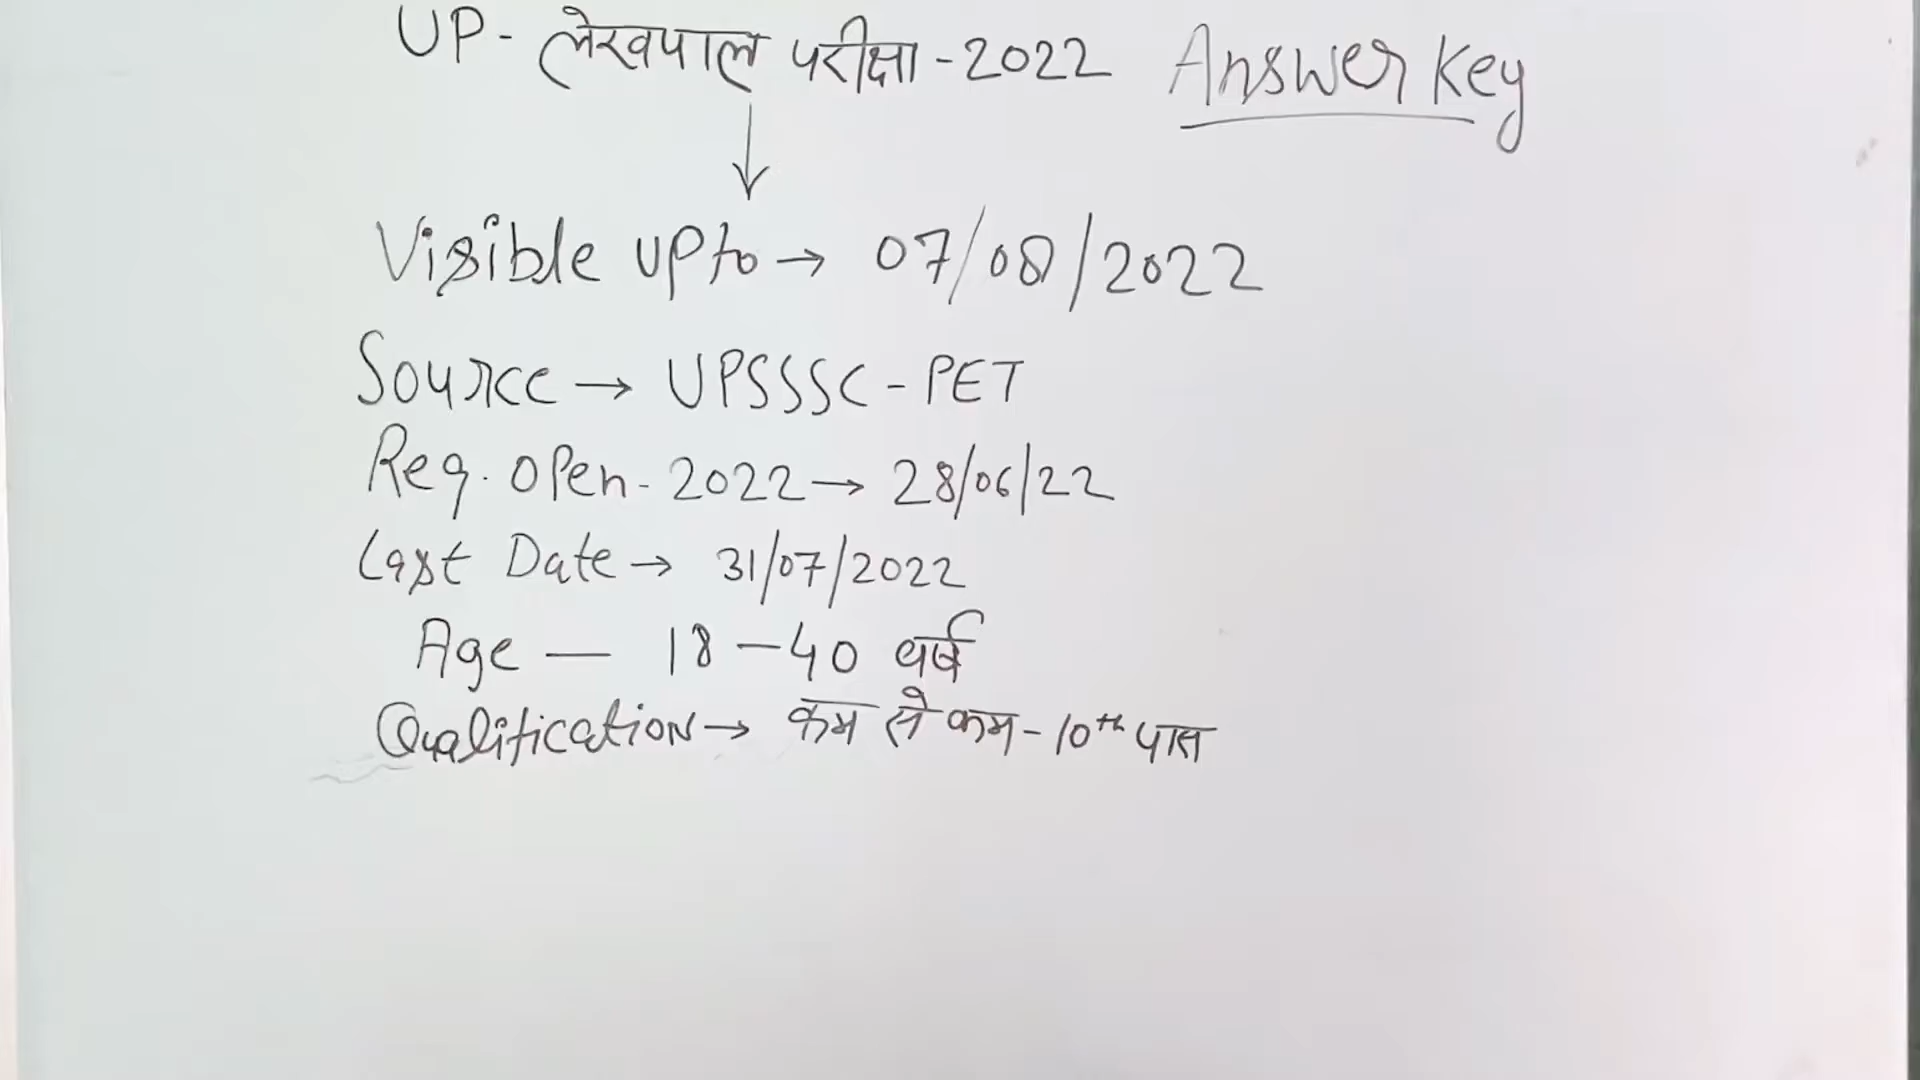 UP- लेखपाल परीक्षा -2022 Answer Key
↓
Visible upto → 07/08/2022
Source → UPSSSC - PET
Reg. Open - 2022 → 28/06/22
Last Date → 31/07/2022
Age — 18 – 40 वर्ष
Qualification → कम से कम - 10th पास